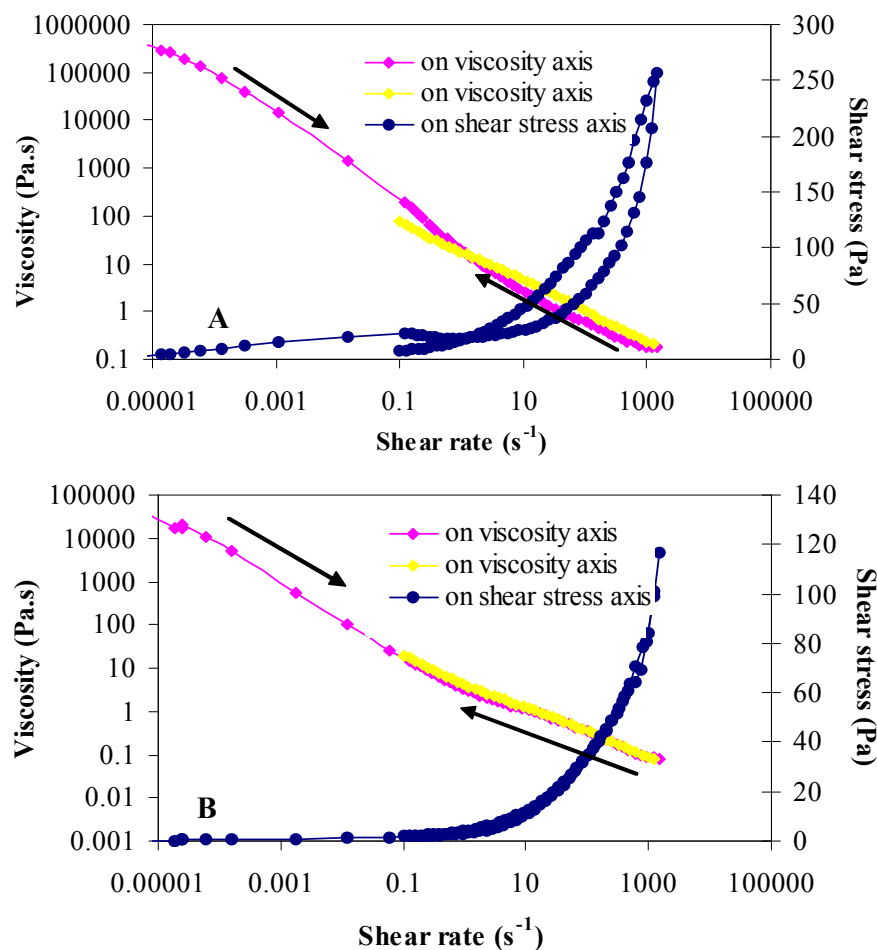 1000000
100000
10000
1000
100
10
1
0.1
Viscosity (Pa.s)
300
250
200
150
100
50
0
Shear stress (Pa)
on viscosity axis
on viscosity axis
on shear stress axis
A
0.00001 0.001 0.1 10 1000 100000
Shear rate (s⁻¹)
100000
10000
1000
100
10
1
0.1
0.01
0.001
Viscosity (Pa.s)
140
120
100
80
60
40
20
0
Shear stress (Pa)
on viscosity axis
on viscosity axis
on shear stress axis
B
0.00001 0.001 0.1 10 1000 100000
Shear rate (s⁻¹)